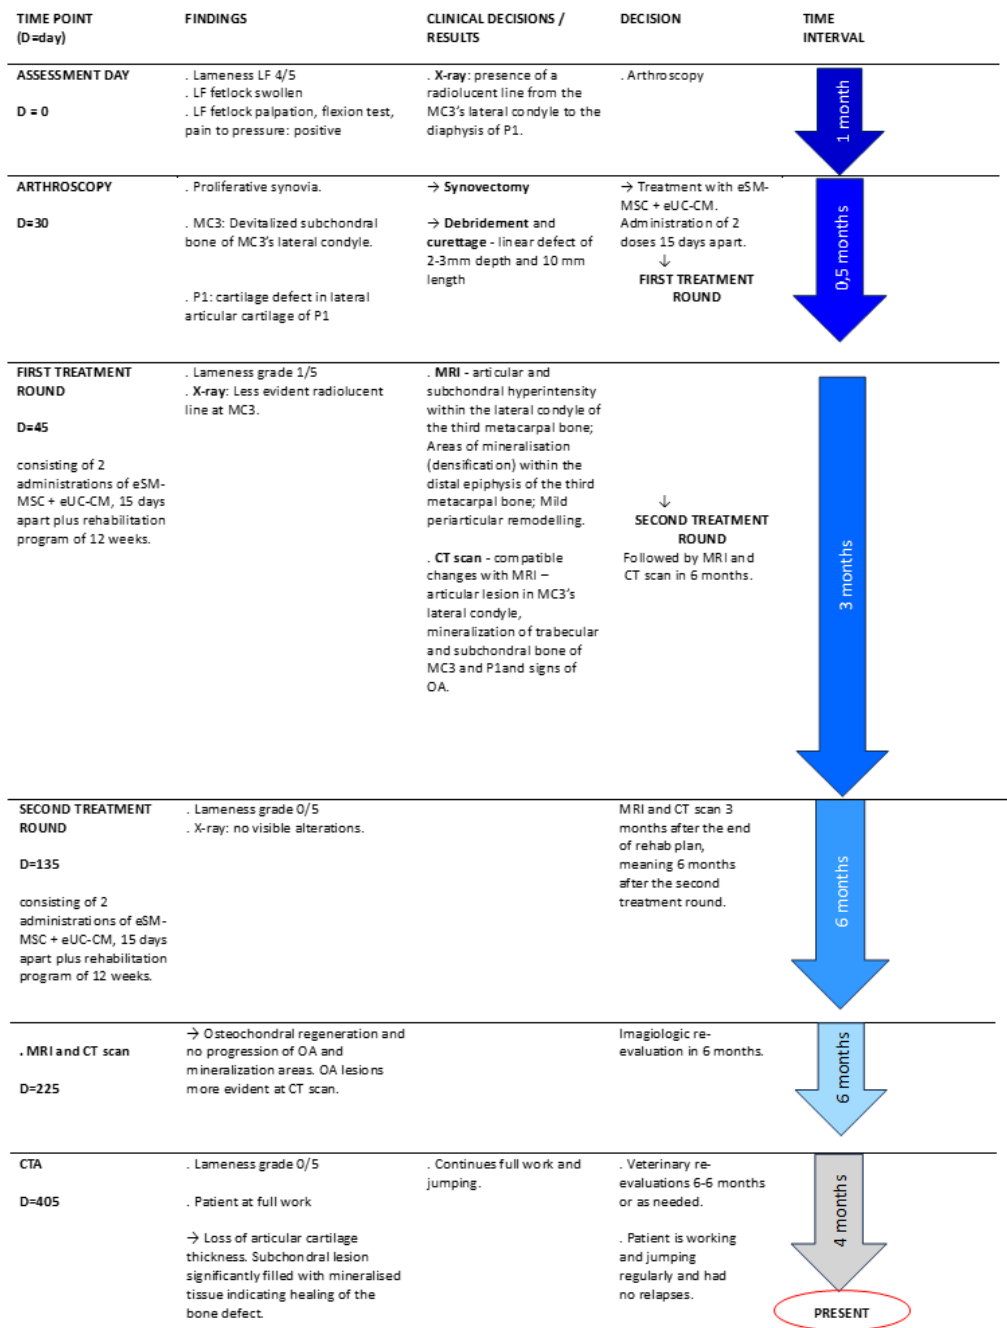 TIME POINT
(D=day)
FINDINGS
CLINICAL DECISIONS /
RESULTS
DECISION
TIME
INTERVAL
ASSESSMENT DAY
D = 0
. Lameness LF 4/5
. LF fetlock swollen
. LF fetlock palpation, flexion test,
pain to pressure: positive
. X-ray: presence of a
radiolucent line from the
MC3's lateral condyle to the
diaphysis of P1.
. Arthroscopy
1 month
ARTHROSCOPY
D=30
. Proliferative synovia.
. MC3: Devitalized subchondral
bone of MC3's lateral condyle.
. P1: cartilage defect in lateral
articular cartilage of P1
→ Synovectomy
→ Debridement and
curettage - linear defect of
2-3mm depth and 10 mm
length
→ Treatment with eSM-
MSC + eUC-CM.
Administration of 2
doses 15 days apart.
↓
FIRST TREATMENT
ROUND
0,5 months
FIRST TREATMENT
ROUND
D=45
consisting of 2
administrations of eSM-
MSC + eUC-CM, 15 days
apart plus rehabilitation
program of 12 weeks.
. Lameness grade 1/5
. X-ray: Less evident radiolucent
line at MC3.
. MRI - articular and
subchondral hyperintensity
within the lateral condyle of
the third metacarpal bone;
Areas of mineralisation
(densification) within the
distal epiphysis of the third
metacarpal bone; Mild
periarticular remodelling.
. CT scan - compatible
changes with MRI –
articular lesion in MC3's
lateral condyle,
mineralization of trabecular
and subchondral bone of
MC3 and P1and signs of
OA.
↓
SECOND TREATMENT
ROUND
Followed by MRI and
CT scan in 6 months.
3 months
SECOND TREATMENT
ROUND
D=135
consisting of 2
administrations of eSM-
MSC + eUC-CM, 15 days
apart plus rehabilitation
program of 12 weeks.
. Lameness grade 0/5
. X-ray: no visible alterations.
MRI and CT scan 3
months after the end
of rehab plan,
meaning 6 months
after the second
treatment round.
6 months
. MRI and CT scan
D=225
→ Osteochondral regeneration and
no progression of OA and
mineralization areas. OA lesions
more evident at CT scan.
Imagiologic re-
evaluation in 6 months.
6 months
CTA
D=405
. Lameness grade 0/5
. Patient at full work
→ Loss of articular cartilage
thickness. Subchondral lesion
significantly filled with mineralised
tissue indicating healing of the
bone defect.
. Continues full work and
jumping.
. Veterinary re-
evaluations 6-6 months
or as needed.
. Patient is working
and jumping
regularly and had
no relapses.
4 months
PRESENT